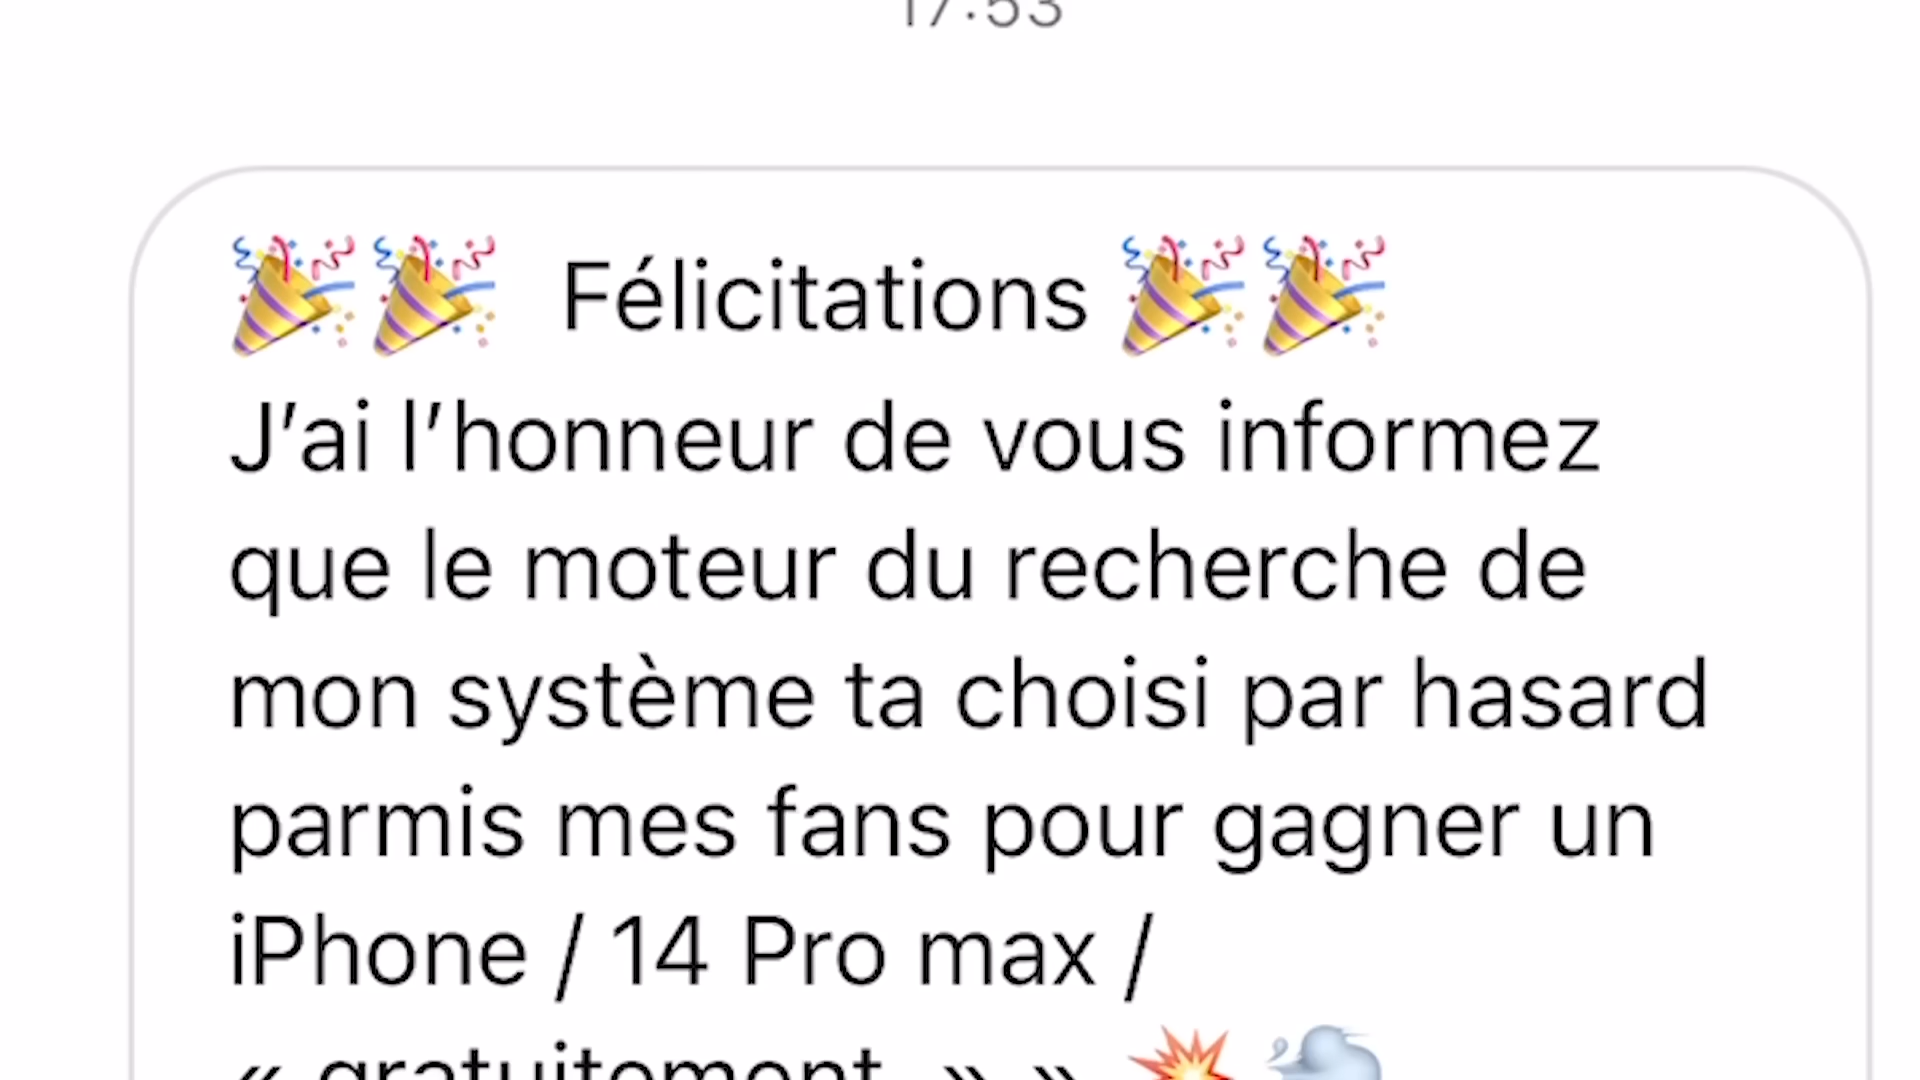 17:53
🎉🎉 Félicitations 🎉🎉
J’ai l’honneur de vous informez
que le moteur du recherche de
mon système ta choisi par hasard
parmis mes fans pour gagner un
iPhone / 14 Pro max /
« gratuitement » » 💥💨